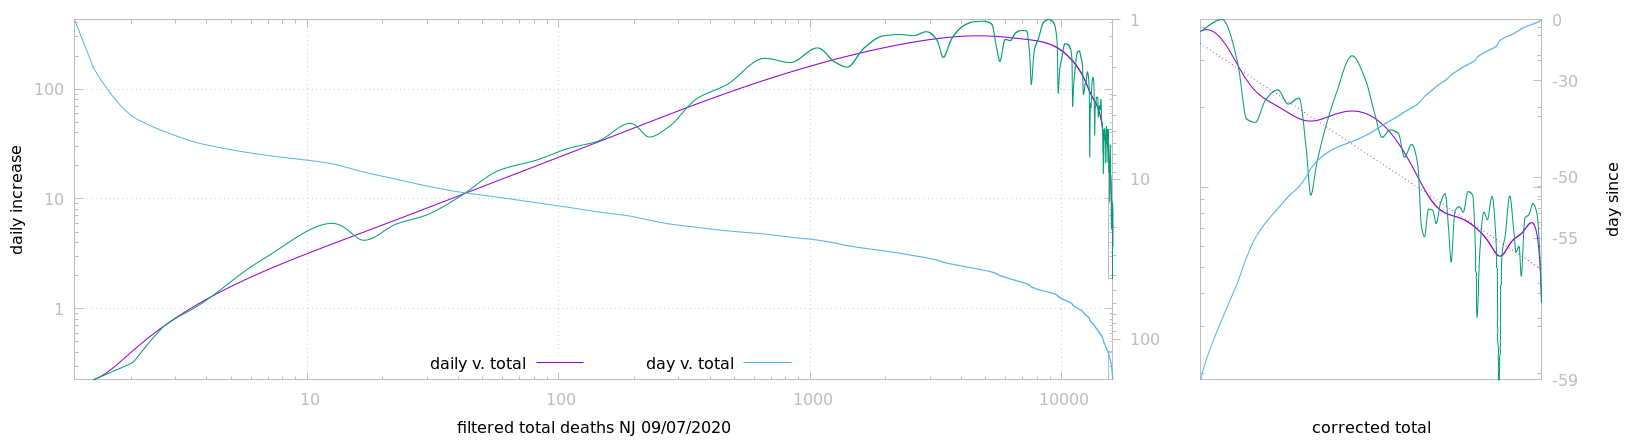 daily increase
100
10
1
daily v. total
day v. total
10
100
1000
10000
filtered total deaths NJ 09/07/2020
1
10
100
0
-30
-50
-55
-59
day since
corrected total